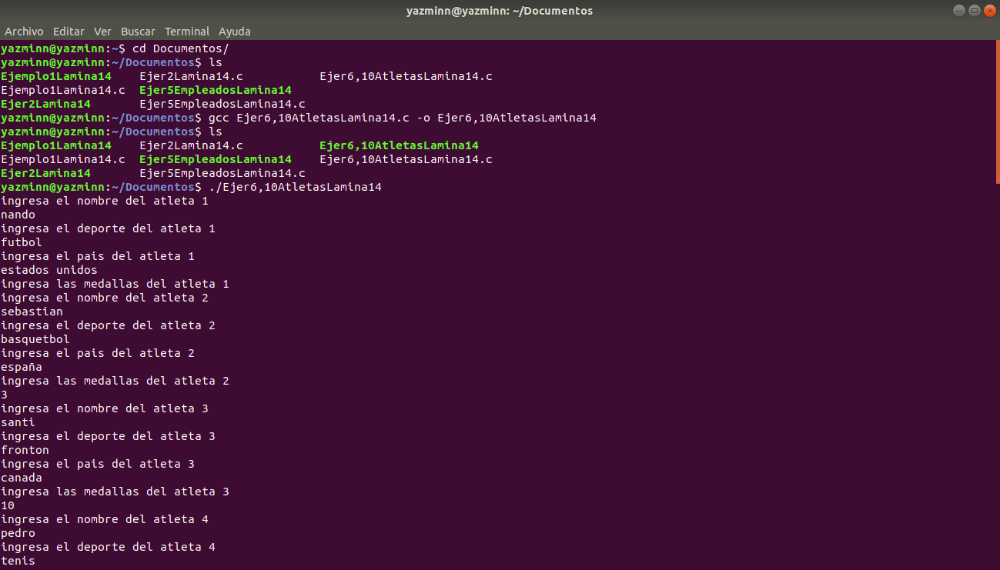 yazminn@yazminn: ~/Documentos
Archivo Editar Ver Buscar Terminal Ayuda
yazminn@yazminn:~$ cd Documentos/
yazminn@yazminn:~/Documentos$ ls
Ejemplo1Lamina14    Ejer2Lamina14.c           Ejer6,10AtletasLamina14.c
Ejemplo1Lamina14.c  Ejer5EmpleadosLamina14
Ejer2Lamina14       Ejer5EmpleadosLamina14.c
yazminn@yazminn:~/Documentos$ gcc Ejer6,10AtletasLamina14.c -o Ejer6,10AtletasLamina14
yazminn@yazminn:~/Documentos$ ls
Ejemplo1Lamina14    Ejer2Lamina14.c           Ejer6,10AtletasLamina14
Ejemplo1Lamina14.c  Ejer5EmpleadosLamina14    Ejer6,10AtletasLamina14.c
Ejer2Lamina14       Ejer5EmpleadosLamina14.c
yazminn@yazminn:~/Documentos$ ./Ejer6,10AtletasLamina14
ingresa el nombre del atleta 1
nando
ingresa el deporte del atleta 1
futbol
ingresa el pais del atleta 1
estados unidos
ingresa las medallas del atleta 1
ingresa el nombre del atleta 2
sebastian
ingresa el deporte del atleta 2
basquetbol
ingresa el pais del atleta 2
españa
ingresa las medallas del atleta 2
3
ingresa el nombre del atleta 3
santi
ingresa el deporte del atleta 3
fronton
ingresa el pais del atleta 3
canada
ingresa las medallas del atleta 3
10
ingresa el nombre del atleta 4
pedro
ingresa el deporte del atleta 4
tenis